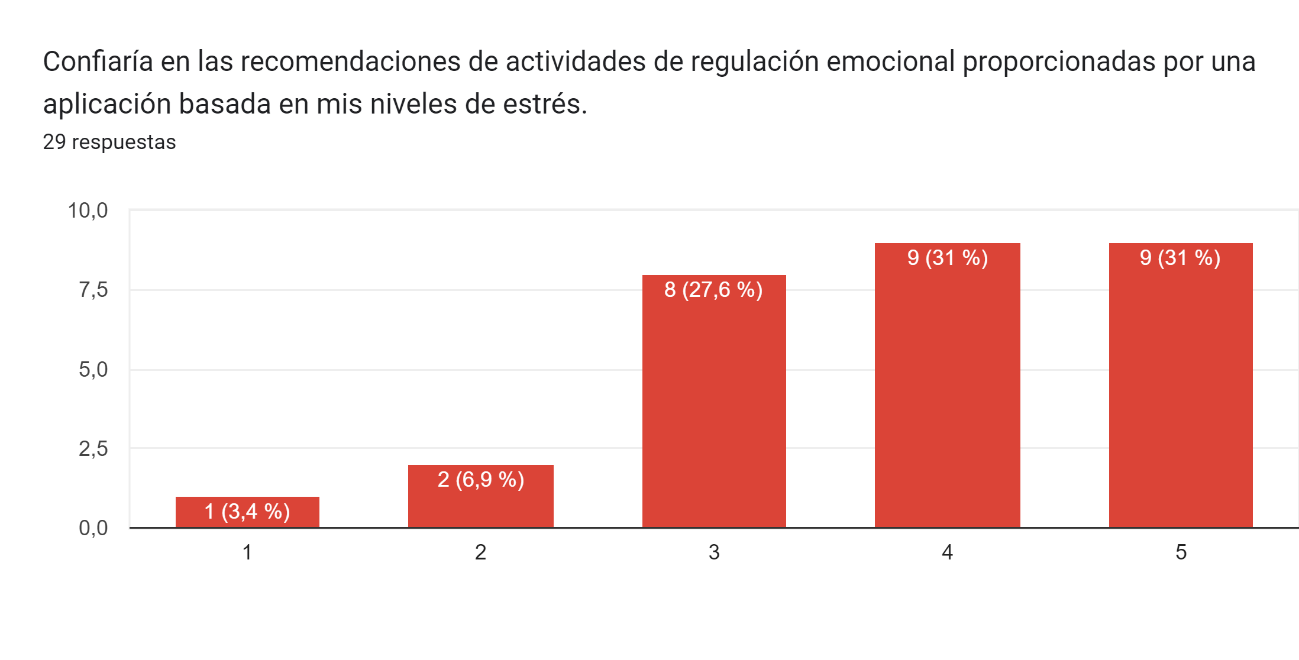 Confiaría en las recomendaciones de actividades de regulación emocional proporcionadas por una
aplicación basada en mis niveles de estrés.
29 respuestas
10,0
7,5
5,0
2,5
0,0
1 (3,4 %)
2 (6,9 %)
8 (27,6 %)
9 (31 %)
9 (31 %)
1
2
3
4
5